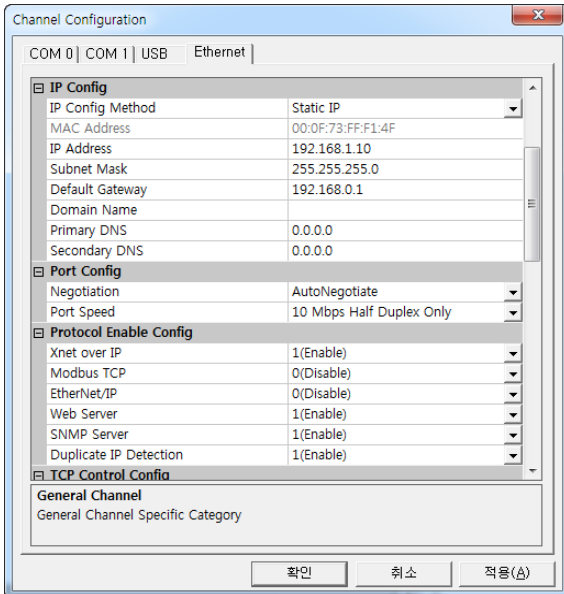 Channel Configuration
COM 0 COM 1 USB Ethernet
IP Config
IP Config Method Static IP
MAC Address 00:0F:73:FF:F1:4F
IP Address 192.168.1.10
Subnet Mask 255.255.255.0
Default Gateway 192.168.0.1
Domain Name
Primary DNS 0.0.0.0
Secondary DNS 0.0.0.0
Port Config
Negotiation AutoNegotiate
Port Speed 10 Mbps Half Duplex Only
Protocol Enable Config
Xnet over IP 1(Enable)
Modbus TCP 0(Disable)
EtherNet/IP 0(Disable)
Web Server 1(Enable)
SNMP Server 1(Enable)
Duplicate IP Detection 1(Enable)
TCP Control Config
General Channel
General Channel Specific Category
확인 취소 적용(A)